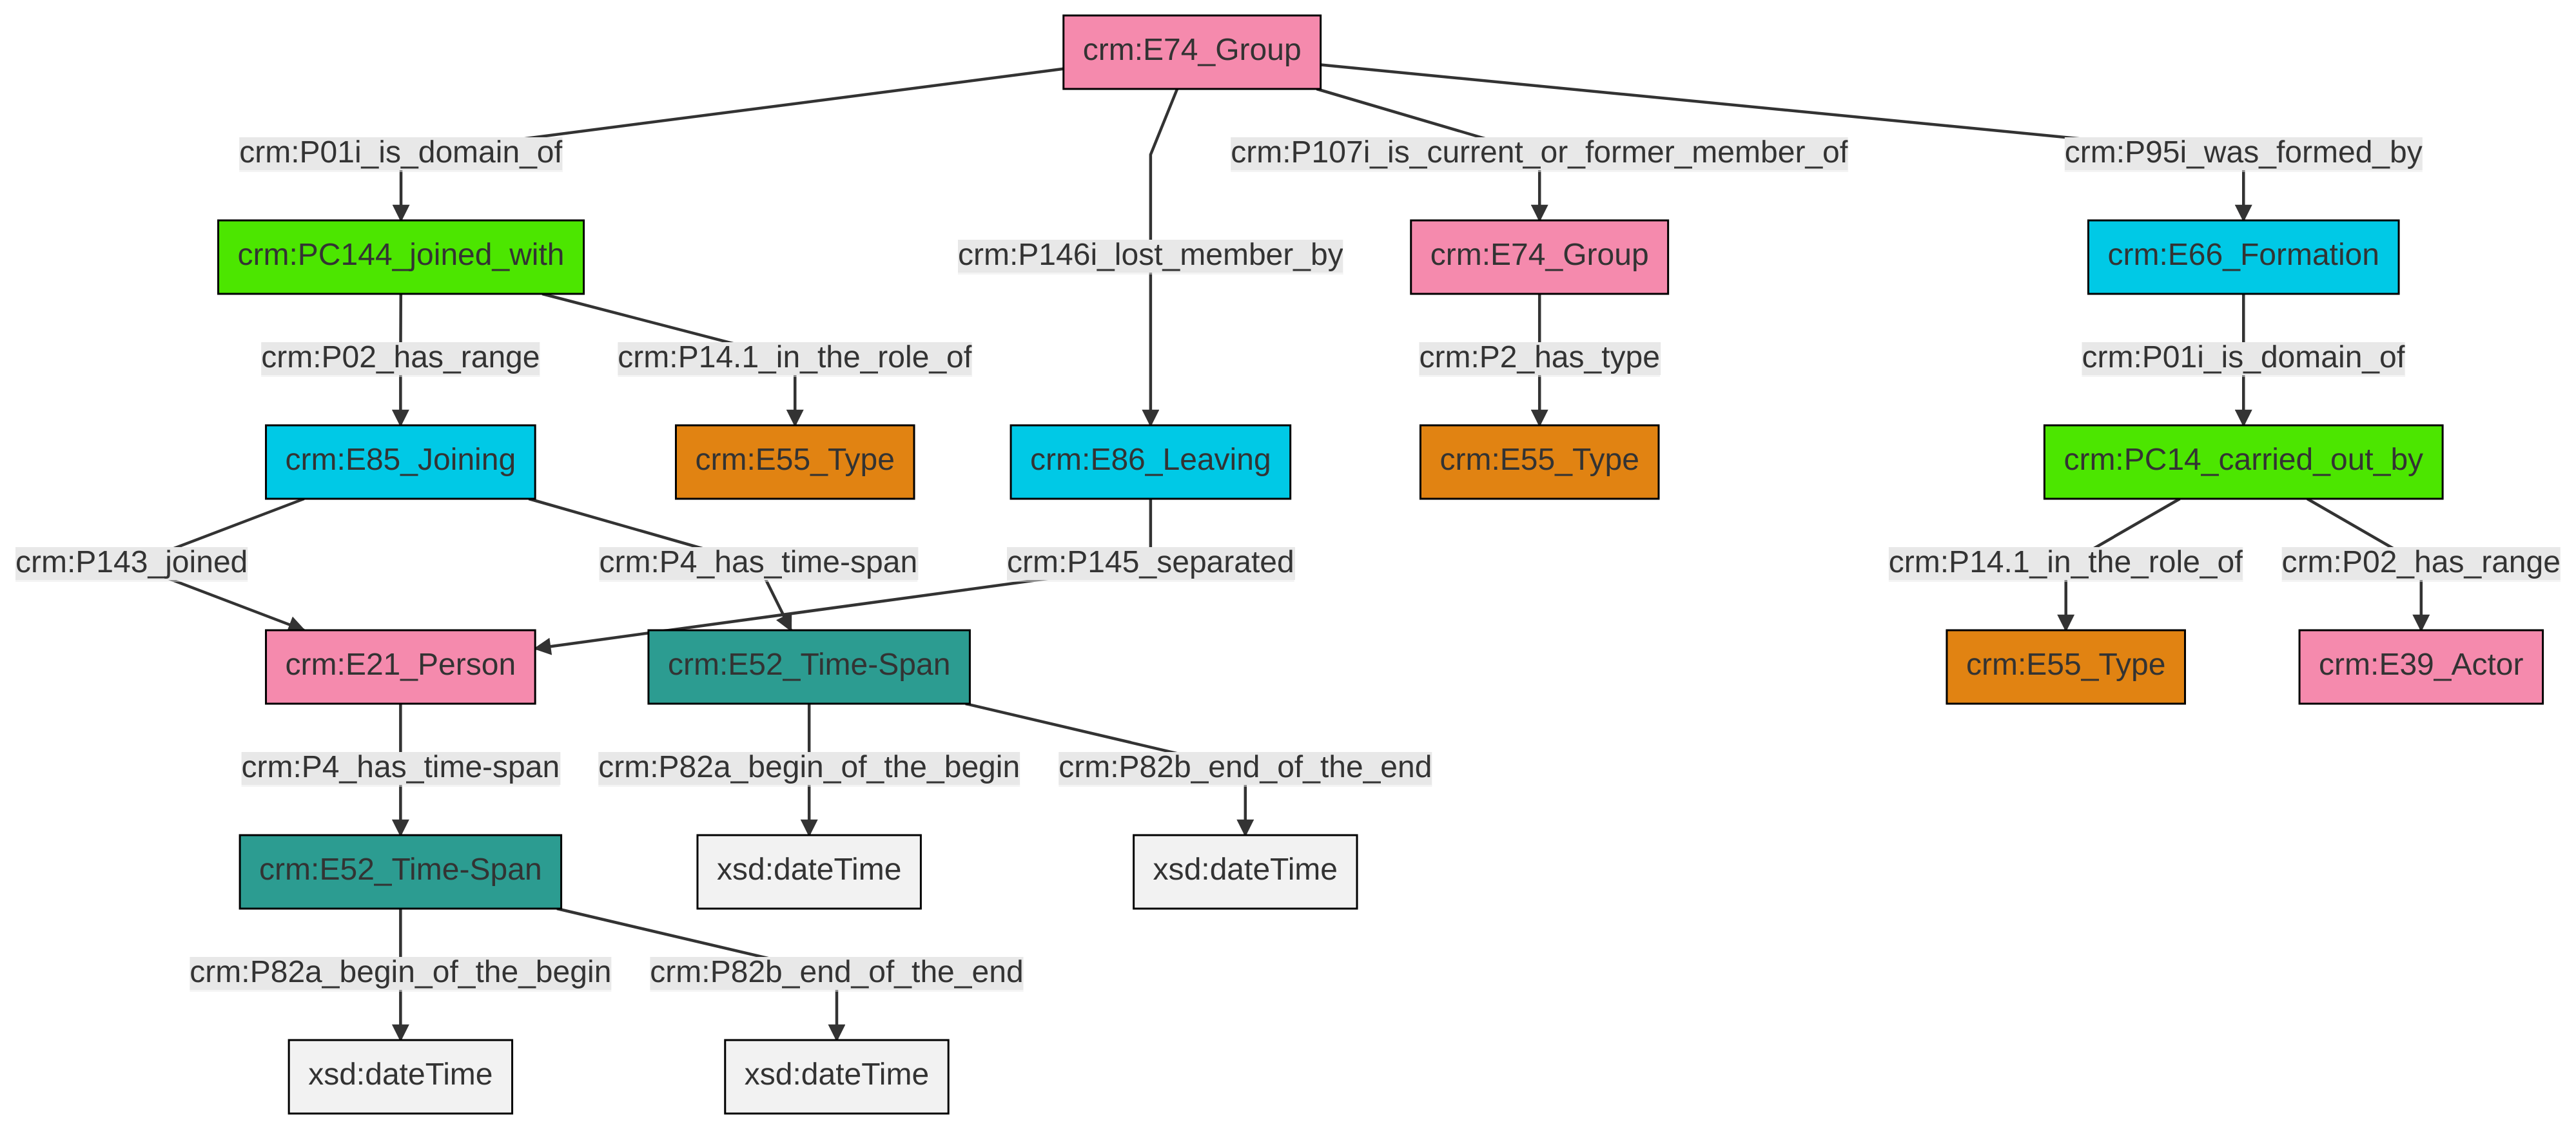 crm:E74_Group
crm:P01i_is_domain_of
crm:P107i_is_current_or_former_member_of
crm:P95i_was_formed_by
crm:PC144_joined_with
crm:P146i_lost_member_by
crm:E74_Group
crm:E66_Formation
crm:P02_has_range
crm:P14.1_in_the_role_of
crm:P2_has_type
crm:P01i_is_domain_of
crm:E85_Joining
crm:E55_Type
crm:E86_Leaving
crm:E55_Type
crm:PC14_carried_out_by
crm:P143_joined
crm:P4_has_time-span
crm:P145_separated
crm:P14.1_in_the_role_of
crm:P02_has_range
crm:E21_Person
crm:E52_Time-Span
crm:E55_Type
crm:E39_Actor
crm:P4_has_time-span
crm:P82a_begin_of_the_begin
crm:P82b_end_of_the_end
crm:E52_Time-Span
xsd:dateTime
xsd:dateTime
crm:P82a_begin_of_the_begin
crm:P82b_end_of_the_end
xsd:dateTime
xsd:dateTime